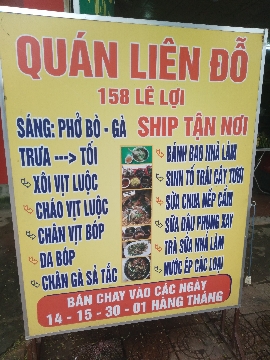 QUÁN LIÊN ĐỖ
158 LÊ LỢI
SÁNG: PHỞ BÒ - GÀ SHIP TẬN NƠI
TRƯA ---> TỐI
XÔI VỊT LUỘC
CHÁO VỊT LUỘC
CHÂN VỊT BÓP
DA BÓP
CHÂN GÀ SẢ TẮC
BÁNH BAO NHÀ LÀM
SINH TỐ TRÁI CÂY TƯƠI
SỮA CHUA NẾP CẨM
SỮA ĐẬU PHỤNG XAY
TRÀ SỮA NHÀ LÀM
NƯỚC ÉP CÁC LOẠI
BÁN CHAY VÀO CÁC NGÀY
14 - 15 - 30 - 01 HÀNG THÁNG